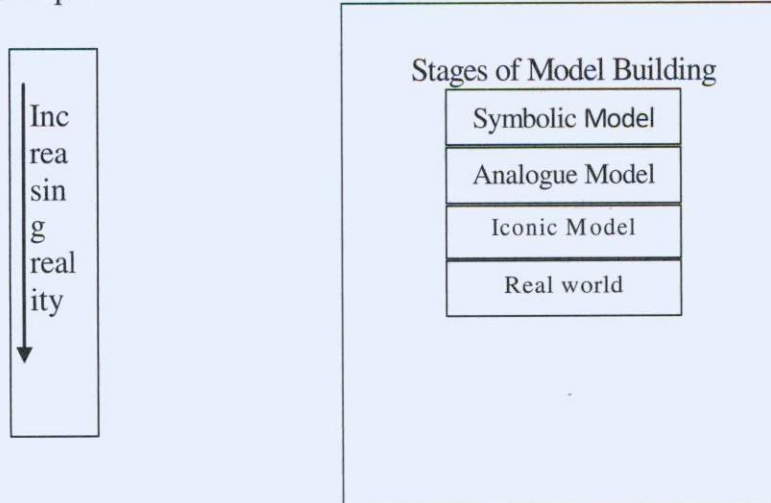 Inc
rea
sin
g
real
ity
Stages of Model Building
Symbolic Model
Analogue Model
Iconic Model
Real world